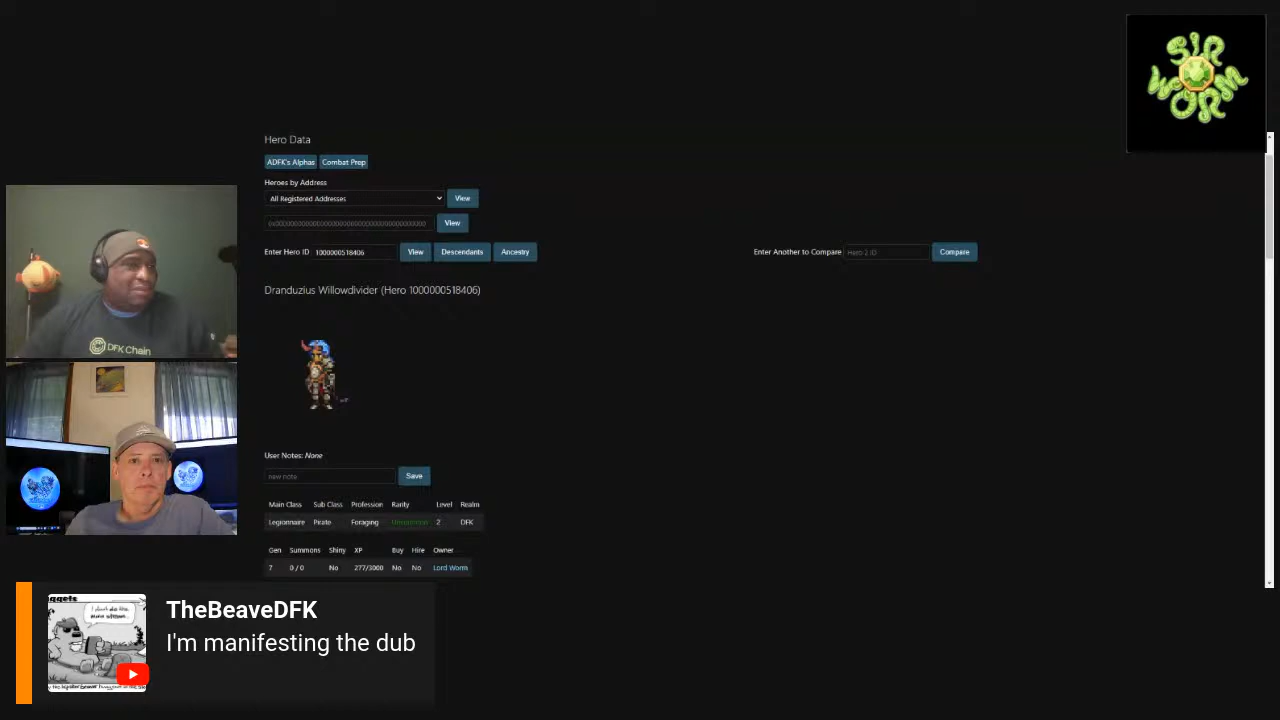 SIR
WORM
Hero Data
ADFK's Alphas Combat Prep
Heroes by Address
All Registered Addresses View
View
Enter Hero ID 1000000518406 View Descendants Ancestry Enter Another to Compare Hero 2 ID Compare
Dranduzius Willowdivider (Hero 1000000518406)
DFK Chain
User Notes: None
new note Save
Main Class Sub Class Profession Rarity Level Realm
Legionnaire Pirate Foraging Uncommon 2 DFK
Gen Summons Shiny XP Buy Hire Owner
7 0 / 0 No 277/3000 No No Lord Worm
TheBeaveDFK
I'm manifesting the dub